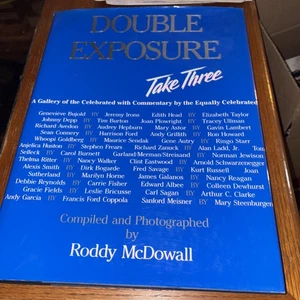 DOUBLE
EXPOSURE
Take Three
A Gallery of the Celebrated with Commentary by the Equally Celebrated
Geneviève Bujold BY Jeremy Irons Edith Head BY Elizabeth Taylor
Johnny Depp BY Tim Burton Joan Plowright BY Tracey Ullman
Richard Avedon BY Audrey Hepburn Mary Astor BY Gavin Lambert
Sean Connery BY Harrison Ford Andy Griffith BY Ron Howard
Whoopi Goldberg BY Maurice Sendak Gene Autry BY Ringo Starr
Anjelica Huston BY Stephen Frears Richard Zanuck BY Alan Ladd, Jr. Tom
Selleck BY Carol Burnett Garland/Merman/Streisand BY Norman Jewison
Thelma Ritter BY Nancy Walker Clint Eastwood BY Arnold Schwarzenegger
Alexis Smith BY Dirk Bogarde Fred Savage BY Kurt Russell Joan
Sutherland BY Marilyn Horne James Galanos BY Nancy Reagan
Debbie Reynolds BY Carrie Fisher Edward Albee BY Colleen Dewhurst
Gracie Fields BY Leslie Bricusse Carl Sagan BY Arthur C. Clarke
Andy Garcia BY Francis Ford Coppola Sanford Meisner BY Mary Steenburgen
Compiled and Photographed
by
Roddy McDowall